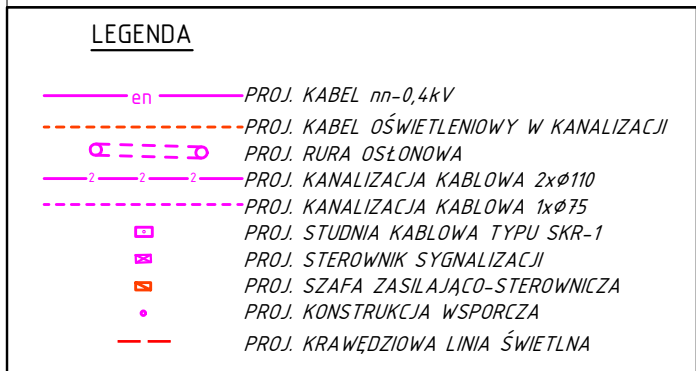 LEGENDA
en PROJ. KABEL nn-0,4kV
PROJ. KABEL OŚWIETLENIOWY W KANALIZACJI
PROJ. RURA OSŁONOWA
2 2 2 PROJ. KANALIZACJA KABLOWA 2xϕ110
PROJ. KANALIZACJA KABLOWA 1xϕ75
PROJ. STUDNIA KABLOWA TYPU SKR-1
PROJ. STEROWNIK SYGNALIZACJI
PROJ. SZAFA ZASILAJĄCO-STEROWNICZA
PROJ. KONSTRUKCJA WSPORCZA
PROJ. KRAWĘDZIOWA LINIA ŚWIETLNA